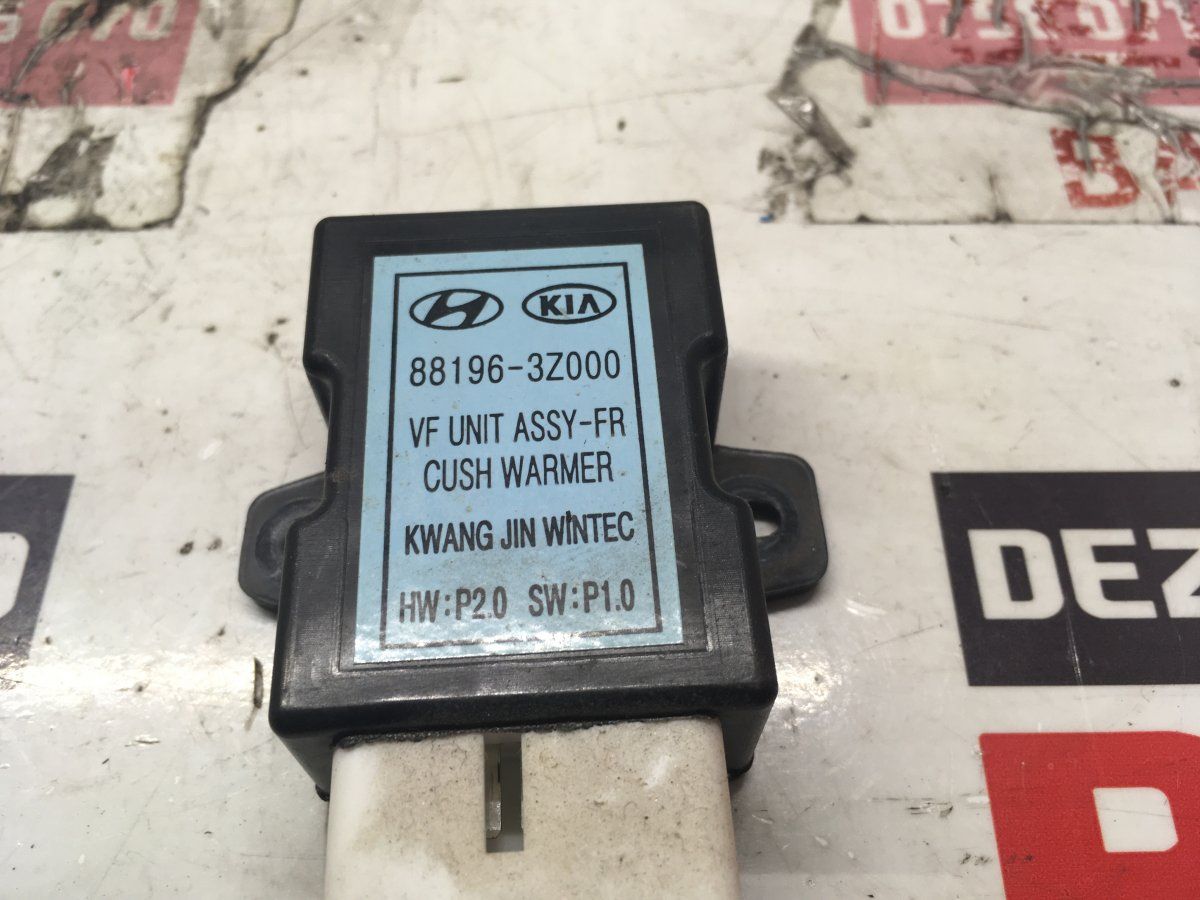 KIA
88196-3Z000
VF UNIT ASSY-FR
CUSH WARMER
KWANG JIN WINTEC
HW:P2.0 SW:P1.0
DEZ